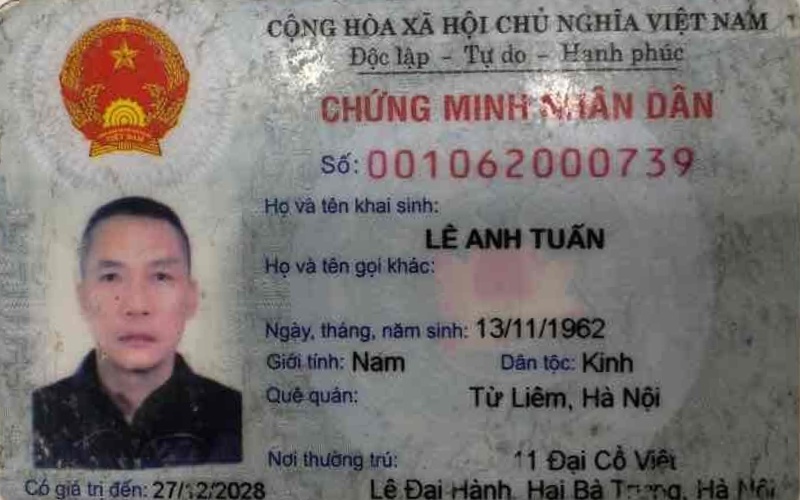 CỘNG HÒA XÃ HỘI CHỦ NGHĨA VIỆT NAM
Độc lập - Tự do - Hạnh phúc
CHỨNG MINH NHÂN DÂN
Số: 001062000739
Họ và tên khai sinh:
LÊ ANH TUẤN
Họ và tên gọi khác:
Ngày, tháng, năm sinh: 13/11/1962
Giới tính: Nam Dân tộc: Kinh
Quê quán: Từ Liêm, Hà Nội
Nơi thường trú: 11 Đại Cồ Việt
Có giá trị đến: 27/12/2028 Lê Đại Hành, Hai Bà Trưng, Hà Nội
VIỆT NAM